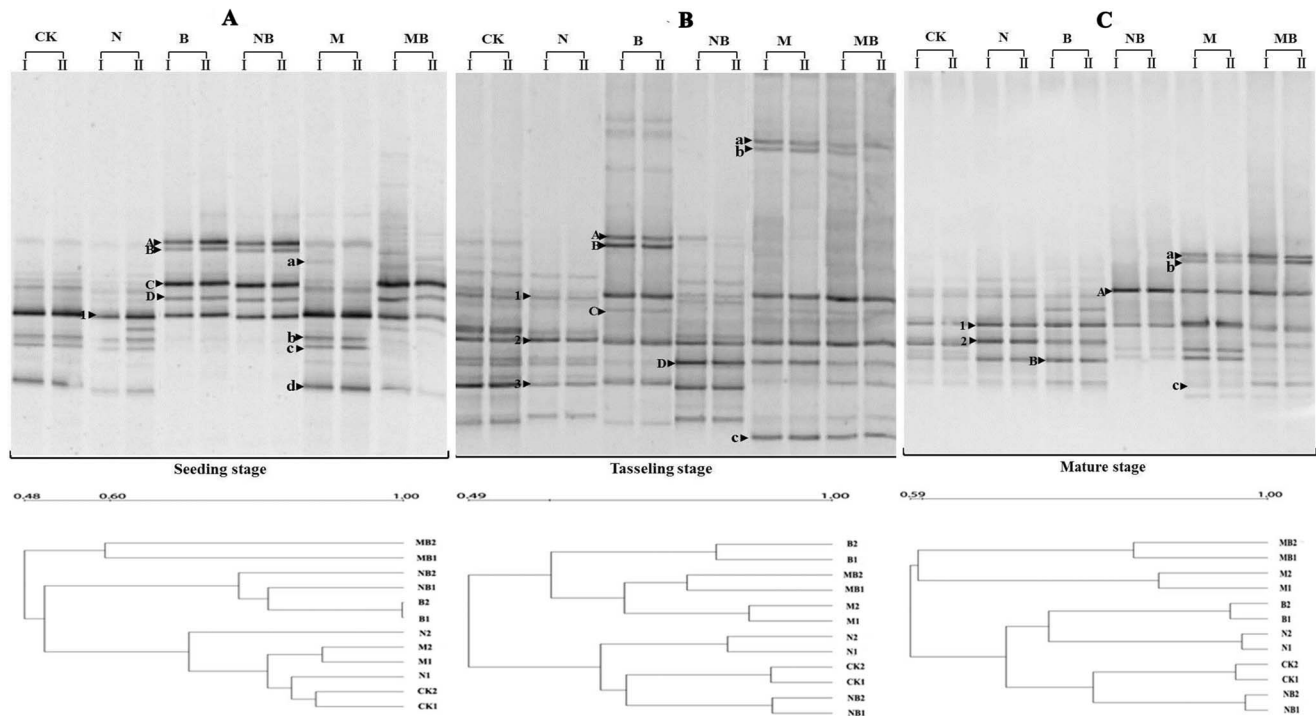 A B C
CK N B NB M MB CK N B NB M MB CK N B NB M MB
I II I II I II I II I II I II I II I II I II I II I II I II I II I II I II I II I II I II
a
b
A
B
a
C
D
1
b
c
d
A
B
1
C
2
D
3
c
a
b
A
1
2
B
c
Seeding stage Tasseling stage Mature stage
0,48 0,60 1,00 0,49 1,00 0,59 1,00
MB2 B2 MB2
MB1 B1 MB1
NB2 MB2 M2
NB1 MB1 M1
B2 M2 B2
B1 M1 B1
N2 N2 N2
M2 N1 N1
M1 CK2 CK2
N1 CK1 CK1
CK2 NB2 NB2
CK1 NB1 NB1